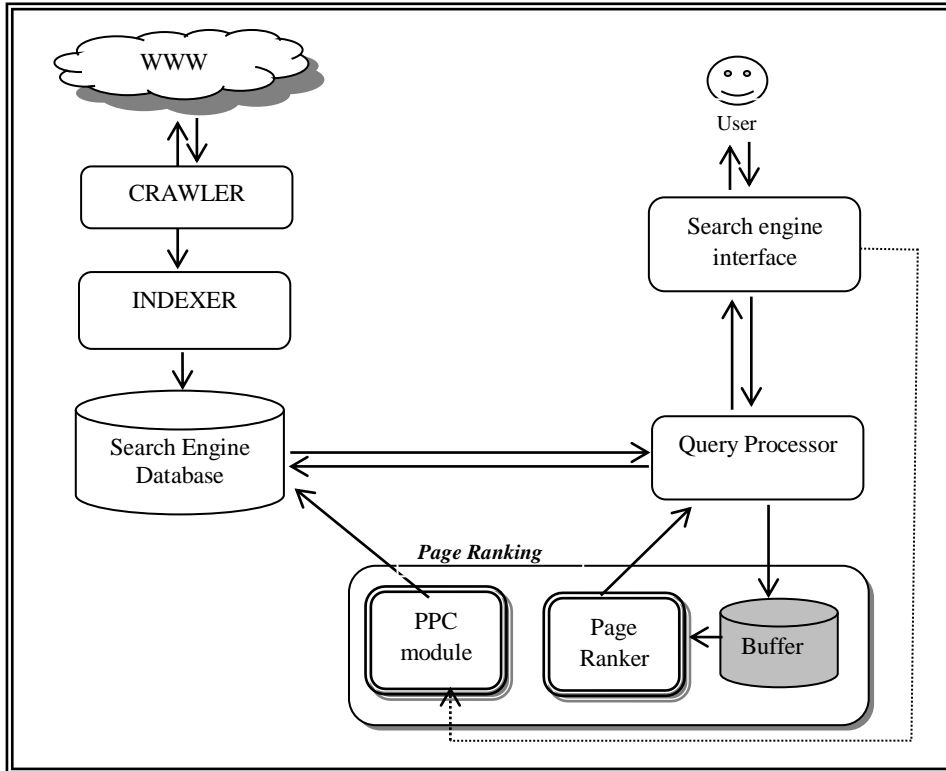 WWW
User
CRAWLER
Search engine
interface
INDEXER
Search Engine
Database
Query Processor
Page Ranking
PPC
module
Page
Ranker
Buffer